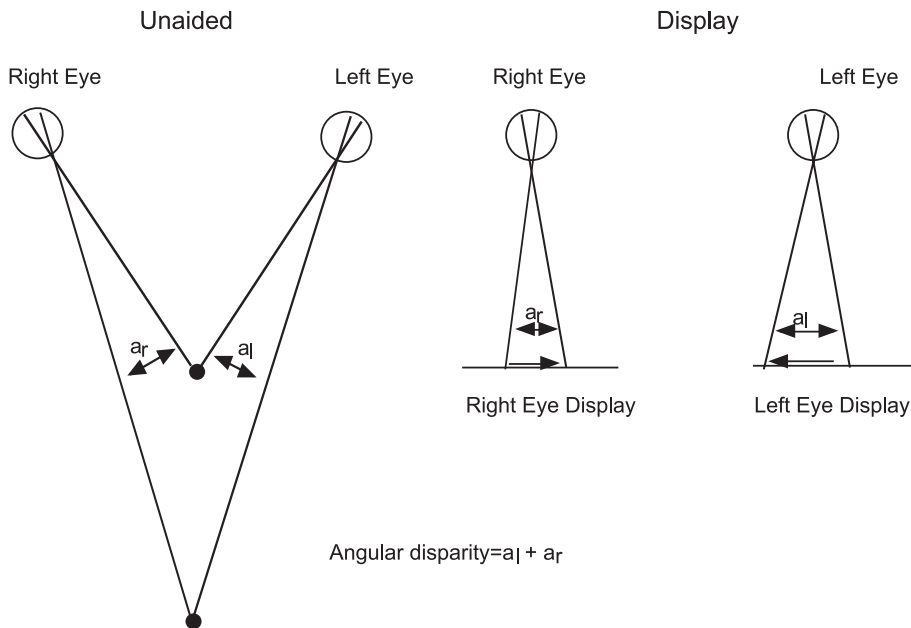 Unaided
Display
Right Eye
Left Eye
Right Eye
Left Eye
ar
al
ar
al
Right Eye Display
Left Eye Display
Angular disparity=al + ar